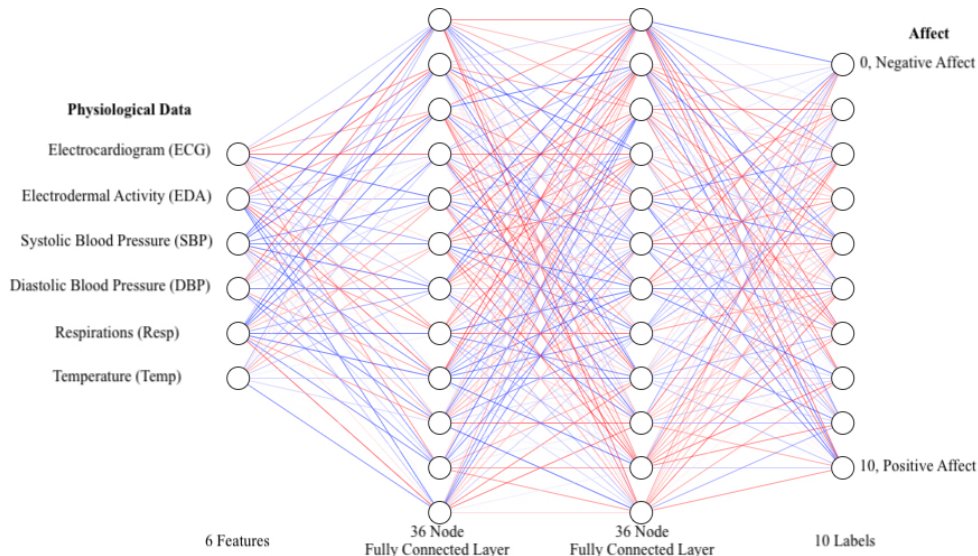 Affect
0, Negative Affect
Physiological Data
Electrocardiogram (ECG)
Electrodermal Activity (EDA)
Systolic Blood Pressure (SBP)
Diastolic Blood Pressure (DBP)
Respirations (Resp)
Temperature (Temp)
10, Positive Affect
6 Features
36 Node
Fully Connected Layer
36 Node
Fully Connected Layer
10 Labels